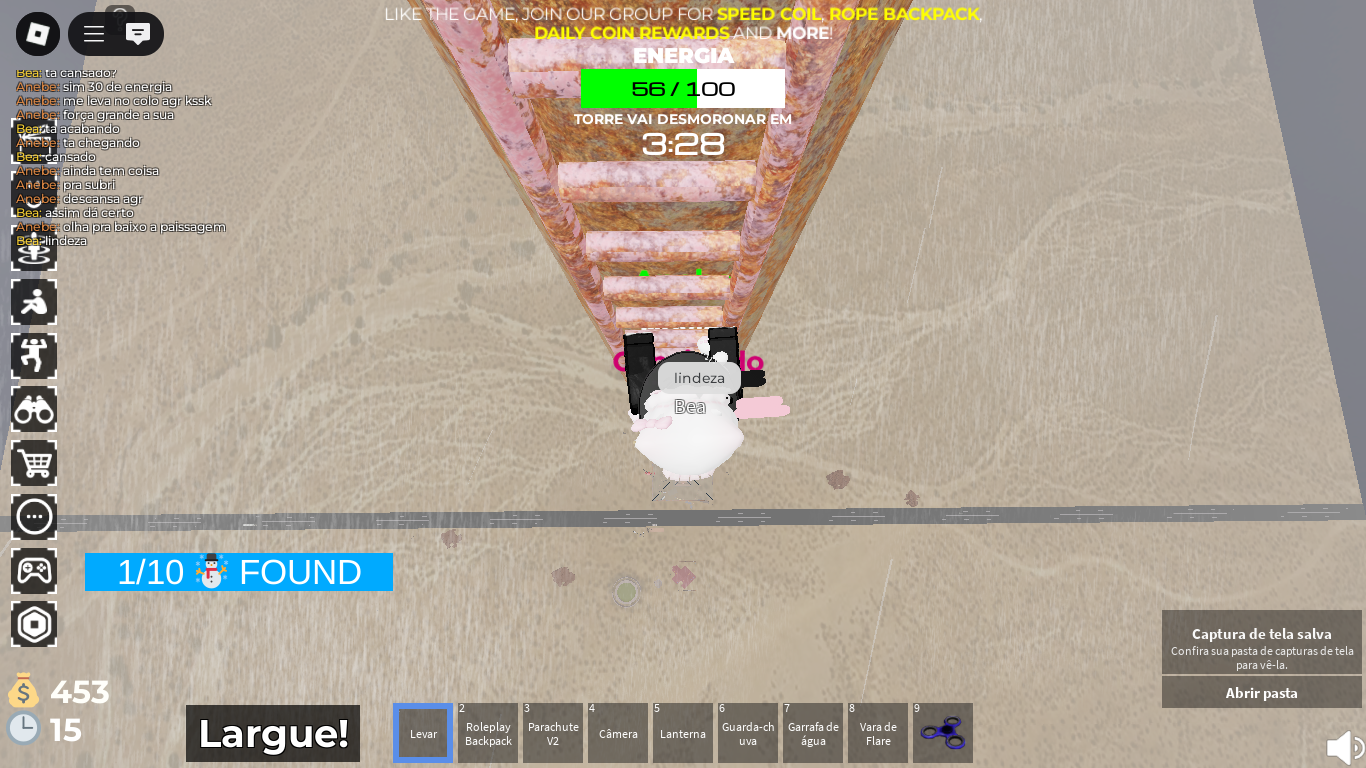 LIKE THE GAME, JOIN OUR GROUP FOR SPEED COIL, ROPE BACKPACK,
DAILY COIN REWARDS AND MORE!
ENERGIA
56 / 100
TORRE VAI DESMORONAR EM
3:28
Bea: ta cansado?
Anebe: sim 30 de energia
Anebe: me leva no colo agr kssk
Anebe: força grande a sua
Bea: ta acabando
Anebe: ta chegando
Bea: cansado
Anebe: ainda tem coisa
Anebe: pra subri
Anebe: descansa agr
Bea: assim dá certo
Anebe: olha pra baixo a paissagem
Bea: lindeza
lindeza
Bea
1/10 ☃️ FOUND
Captura de tela salva
Confira sua pasta de capturas de tela
para vê-la.
Abrir pasta
453
15
Largue!
Levar
2
Roleplay
Backpack
3
Parachute
V2
4
Câmera
5
Lanterna
6
Guarda-ch
uva
7
Garrafa de
água
8
Vara de
Flare
9